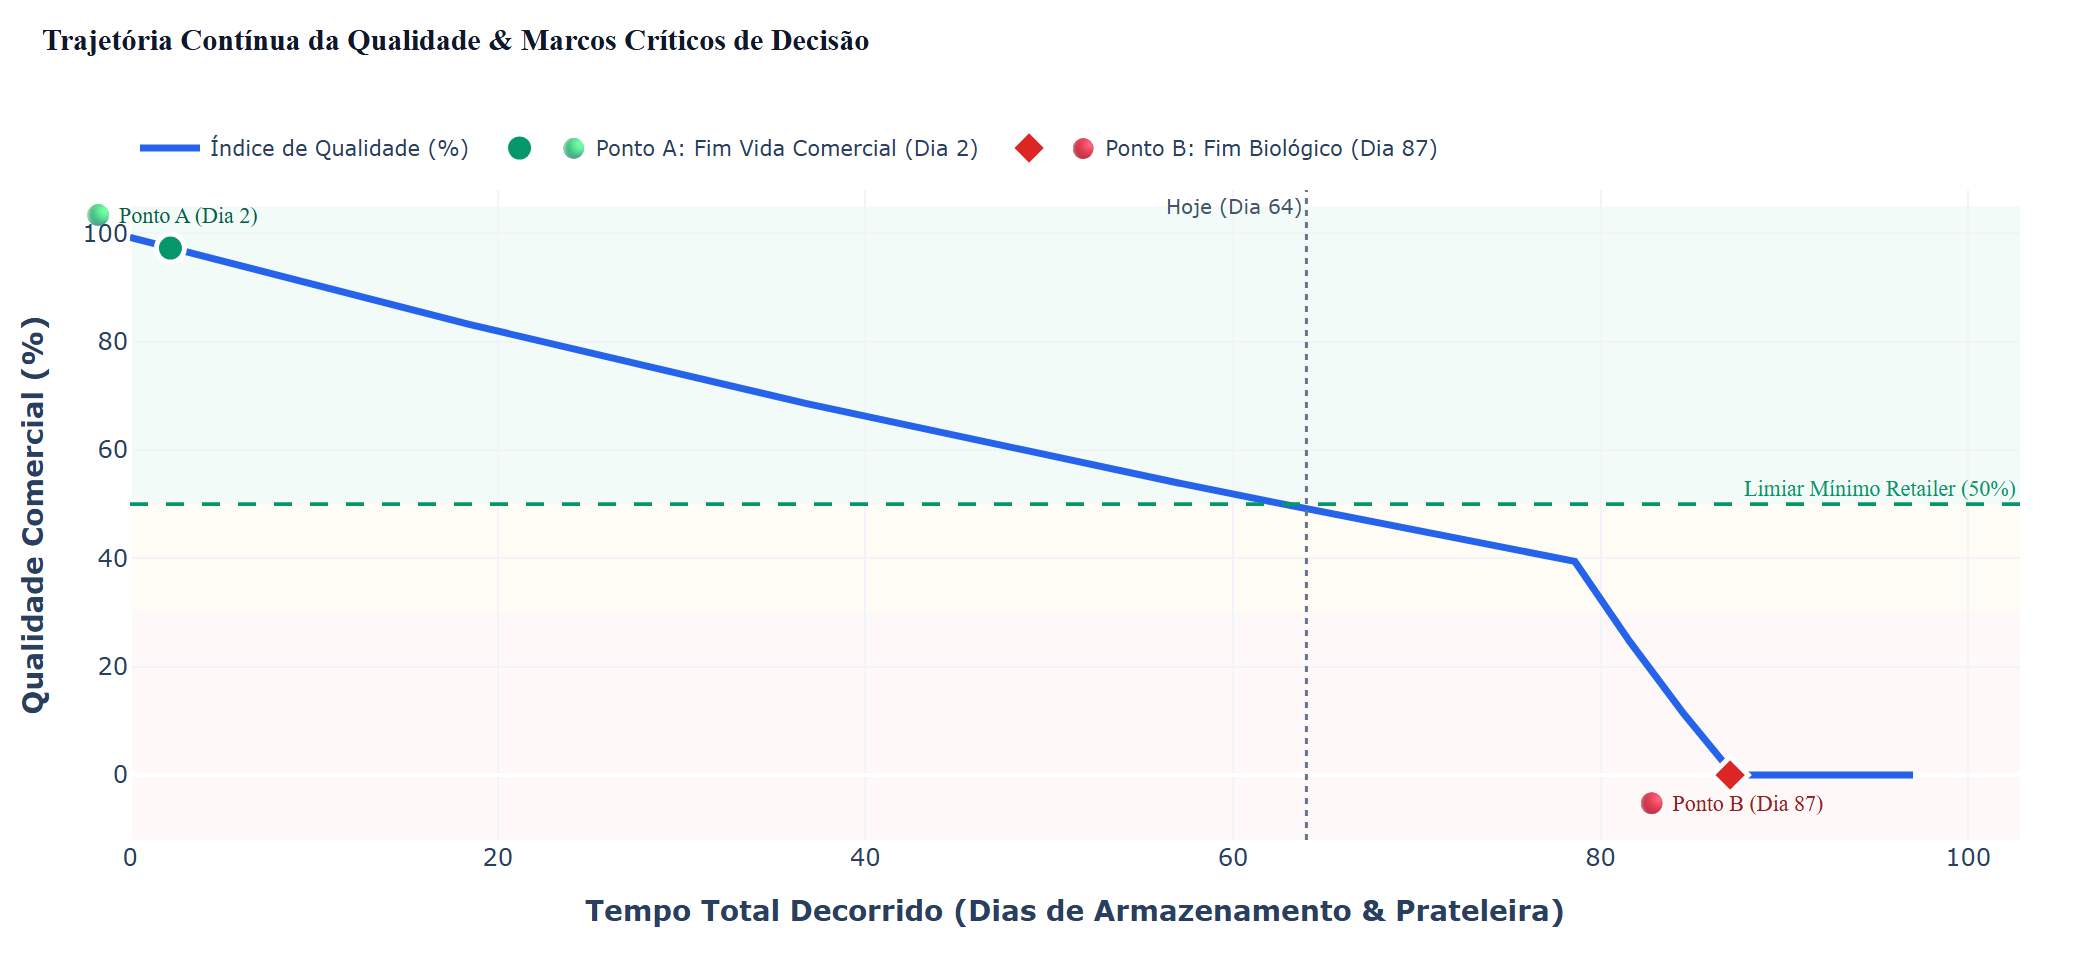 Trajetória Contínua da Qualidade & Marcos Críticos de Decisão
Índice de Qualidade (%)
Ponto A: Fim Vida Comercial (Dia 2)
Ponto B: Fim Biológico (Dia 87)
Ponto A (Dia 2)
Hoje (Dia 64)
Limiar Mínimo Retailer (50%)
Ponto B (Dia 87)
Qualidade Comercial (%)
100
80
60
40
20
0
0
20
40
60
80
100
Tempo Total Decorrido (Dias de Armazenamento & Prateleira)